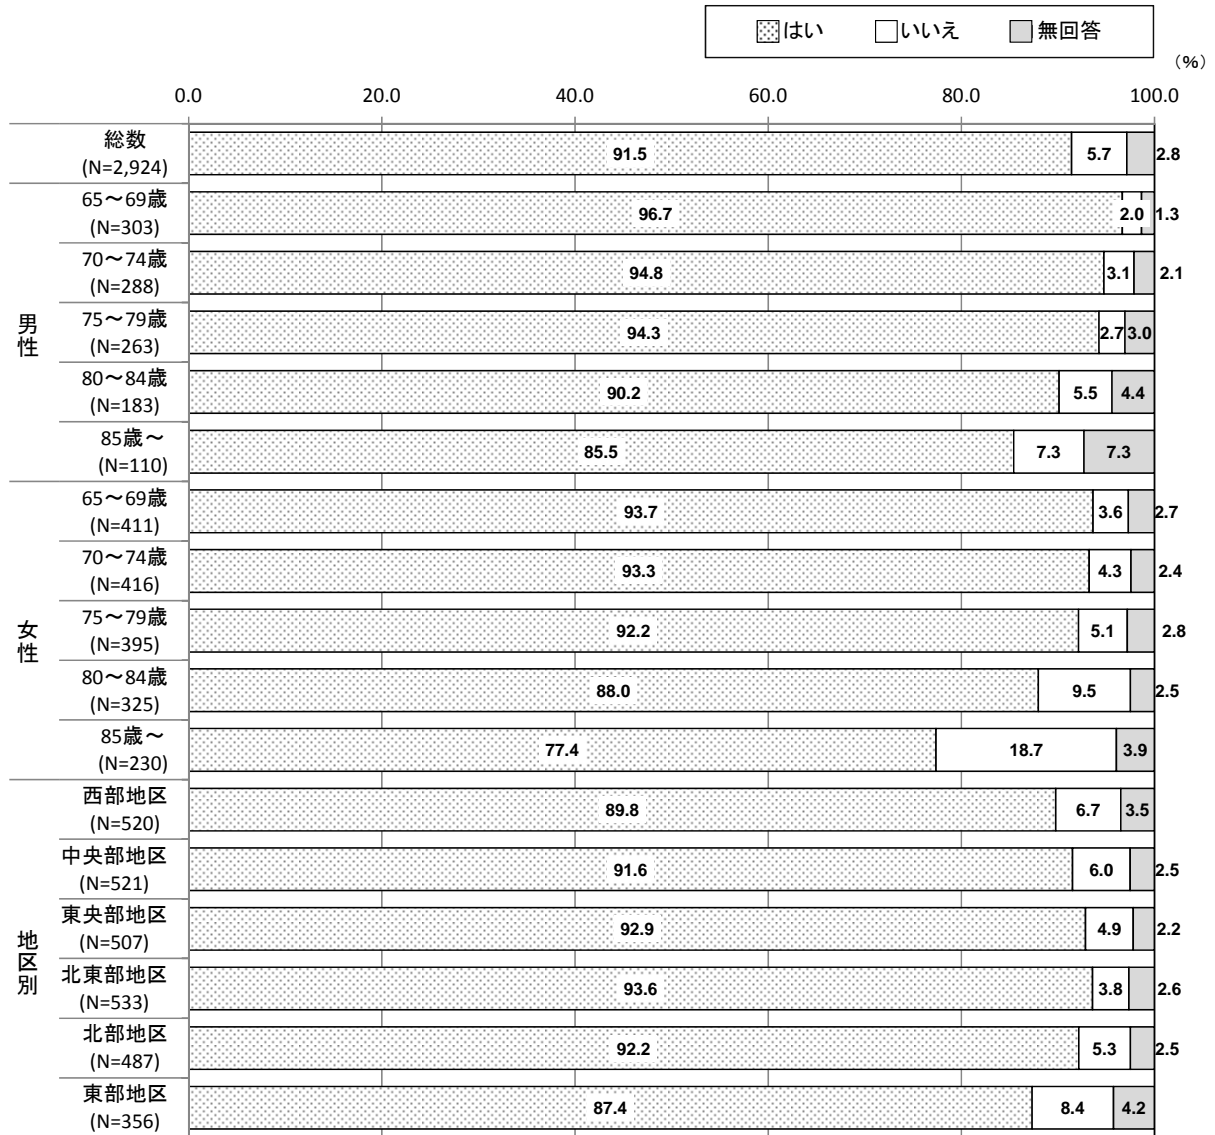 はい いいえ 無回答
(%)
0.0 20.0 40.0 60.0 80.0 100.0
総数
(N=2,924)
91.5 5.7 2.8
男性
65～69歳
(N=303)
96.7 2.0 1.3
70～74歳
(N=288)
94.8 3.1 2.1
75～79歳
(N=263)
94.3 2.7 3.0
80～84歳
(N=183)
90.2 5.5 4.4
85歳～
(N=110)
85.5 7.3 7.3
女性
65～69歳
(N=411)
93.7 3.6 2.7
70～74歳
(N=416)
93.3 4.3 2.4
75～79歳
(N=395)
92.2 5.1 2.8
80～84歳
(N=325)
88.0 9.5 2.5
85歳～
(N=230)
77.4 18.7 3.9
地区別
西部地区
(N=520)
89.8 6.7 3.5
中央部地区
(N=521)
91.6 6.0 2.5
東央部地区
(N=507)
92.9 4.9 2.2
北東部地区
(N=533)
93.6 3.8 2.6
北部地区
(N=487)
92.2 5.3 2.5
東部地区
(N=356)
87.4 8.4 4.2